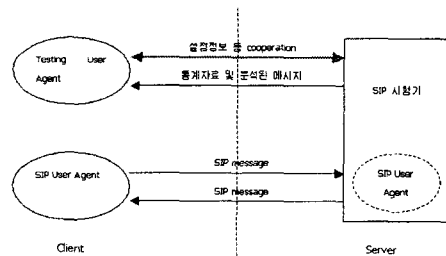 설정정보 등 cooperation
Testing User
Agent
통계자료 및 분석된 메시지
SIP 시험기
SIP message
SIP User Agent
SIP message
SIP User
Agent
Client
Server